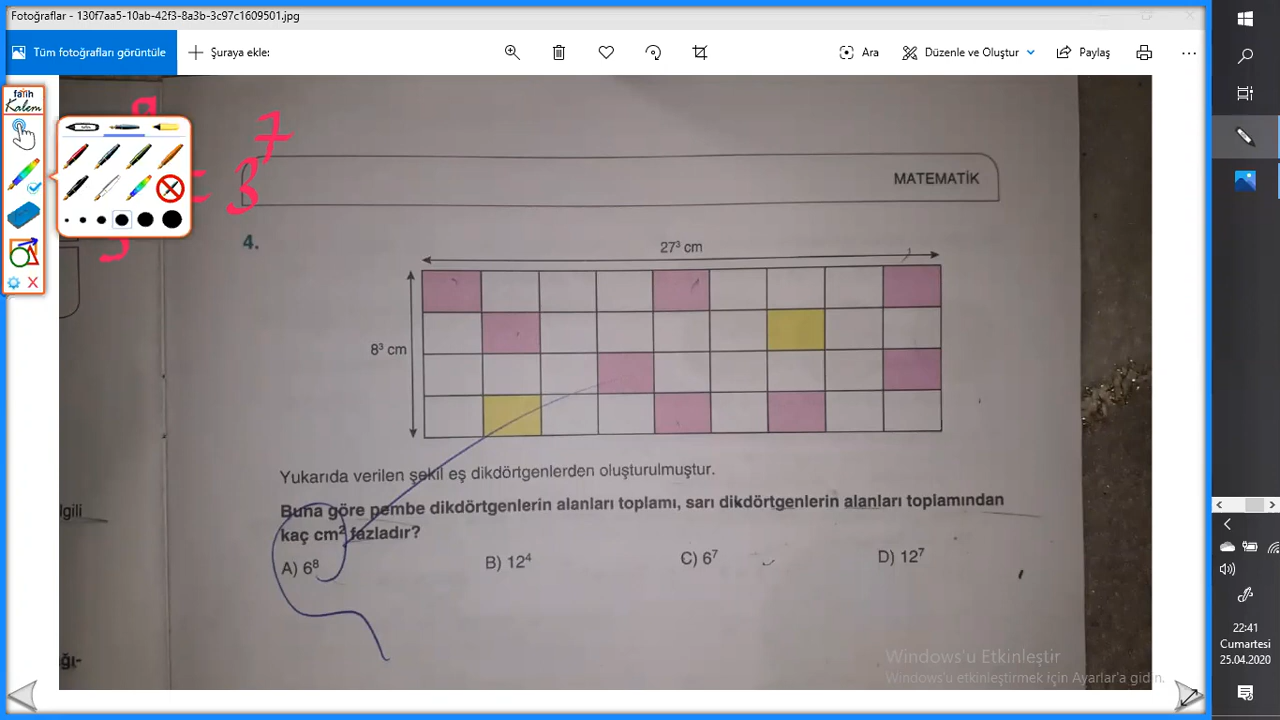 Fotoğraflar - 130f7aa5-10ab-42f3-8a3b-3c97c1609501.jpg
Tüm fotoğrafları görüntüle
Şuraya ekle:
Ara
Düzenle ve Oluştur
Paylaş
fatih
Kalem
= 3⁷
MATEMATİK
4.
27³ cm
8³ cm
Yukarıda verilen şekil eş dikdörtgenlerden oluşturulmuştur.
Buna göre pembe dikdörtgenlerin alanları toplamı, sarı dikdörtgenlerin alanları toplamından
kaç cm² fazladır?
A) 6⁸
B) 12⁴
C) 6⁷
D) 12⁷
lgili
ğı-
Windows'u Etkinleştir
Windows'u etkinleştirmek için Ayarlar'a gidin.
22:41
Cumartesi
25.04.2020